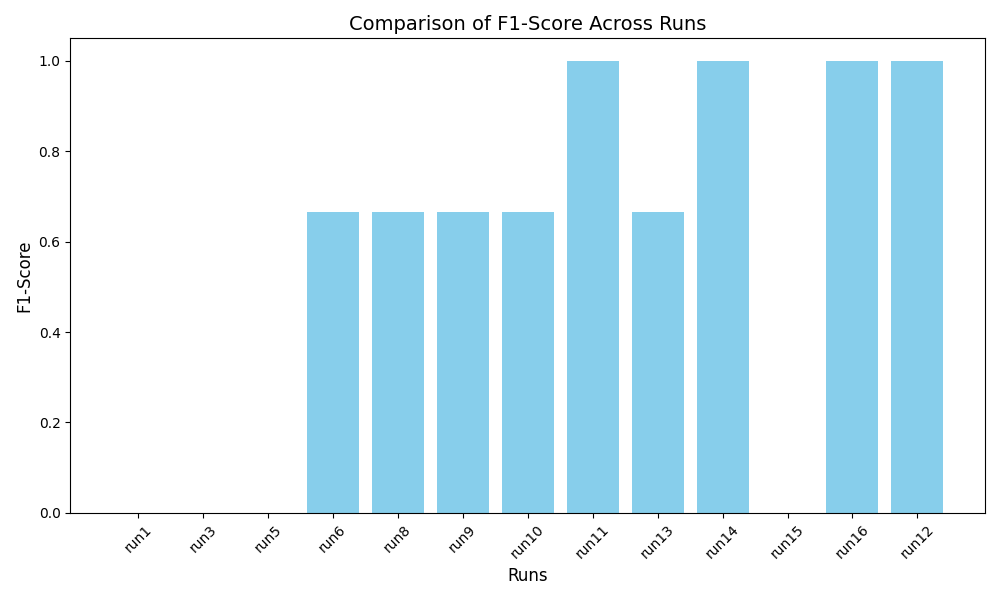 Comparison of F1-Score Across Runs
F1-Score
1.0
0.8
0.6
0.4
0.2
0.0
run1 run3 run5 run6 run8 run9 run10 run11 run13 run14 run15 run16 run12
Runs